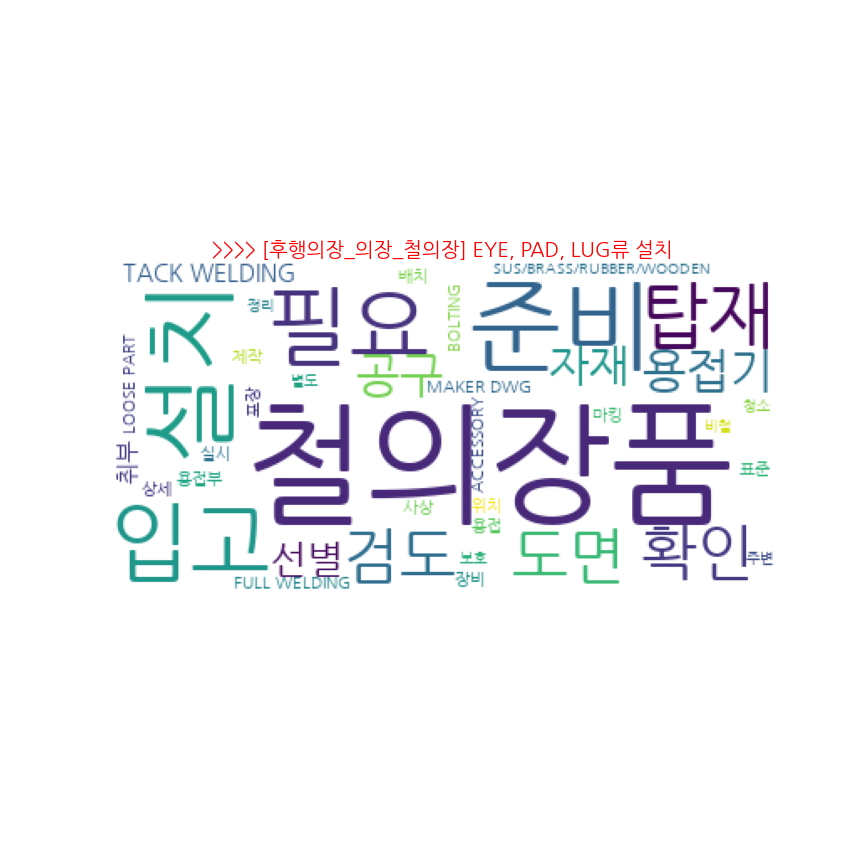 >>>> [후행의장_의장_철의장] EYE, PAD, LUG류 설치
TACK WELDING
배치
SUS/BRASS/RUBBER/WOODEN
설치
정리
필요
BOLTING
준비
탑재
LOOSE PART
제작
별도
공구
자재
용접기
포장
MAKER DWG
철의장품
ACCESSORY
마킹
청소
비철
취부
실시
상세
용접부
표준
사상
위치
용접
입고
선별
검도
보호
장비
도면
확인
주변
FULL WELDING